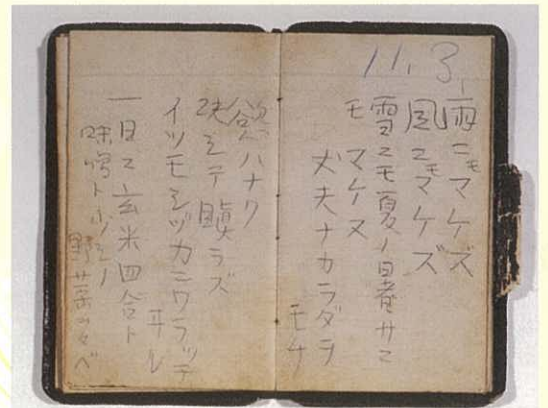 11.3.
雨ニモマケズ
風ニモマケズ
雪ニモ夏ノ暑サニ
モ マケヌ
丈夫ナカラダヲ
モチ
慾ハナク
決シテ瞋ラズ
イツモシヅカニワラッテ
ヰル
一日ニ玄米四合ト
味噌ト少シノ
野菜ヲタベ